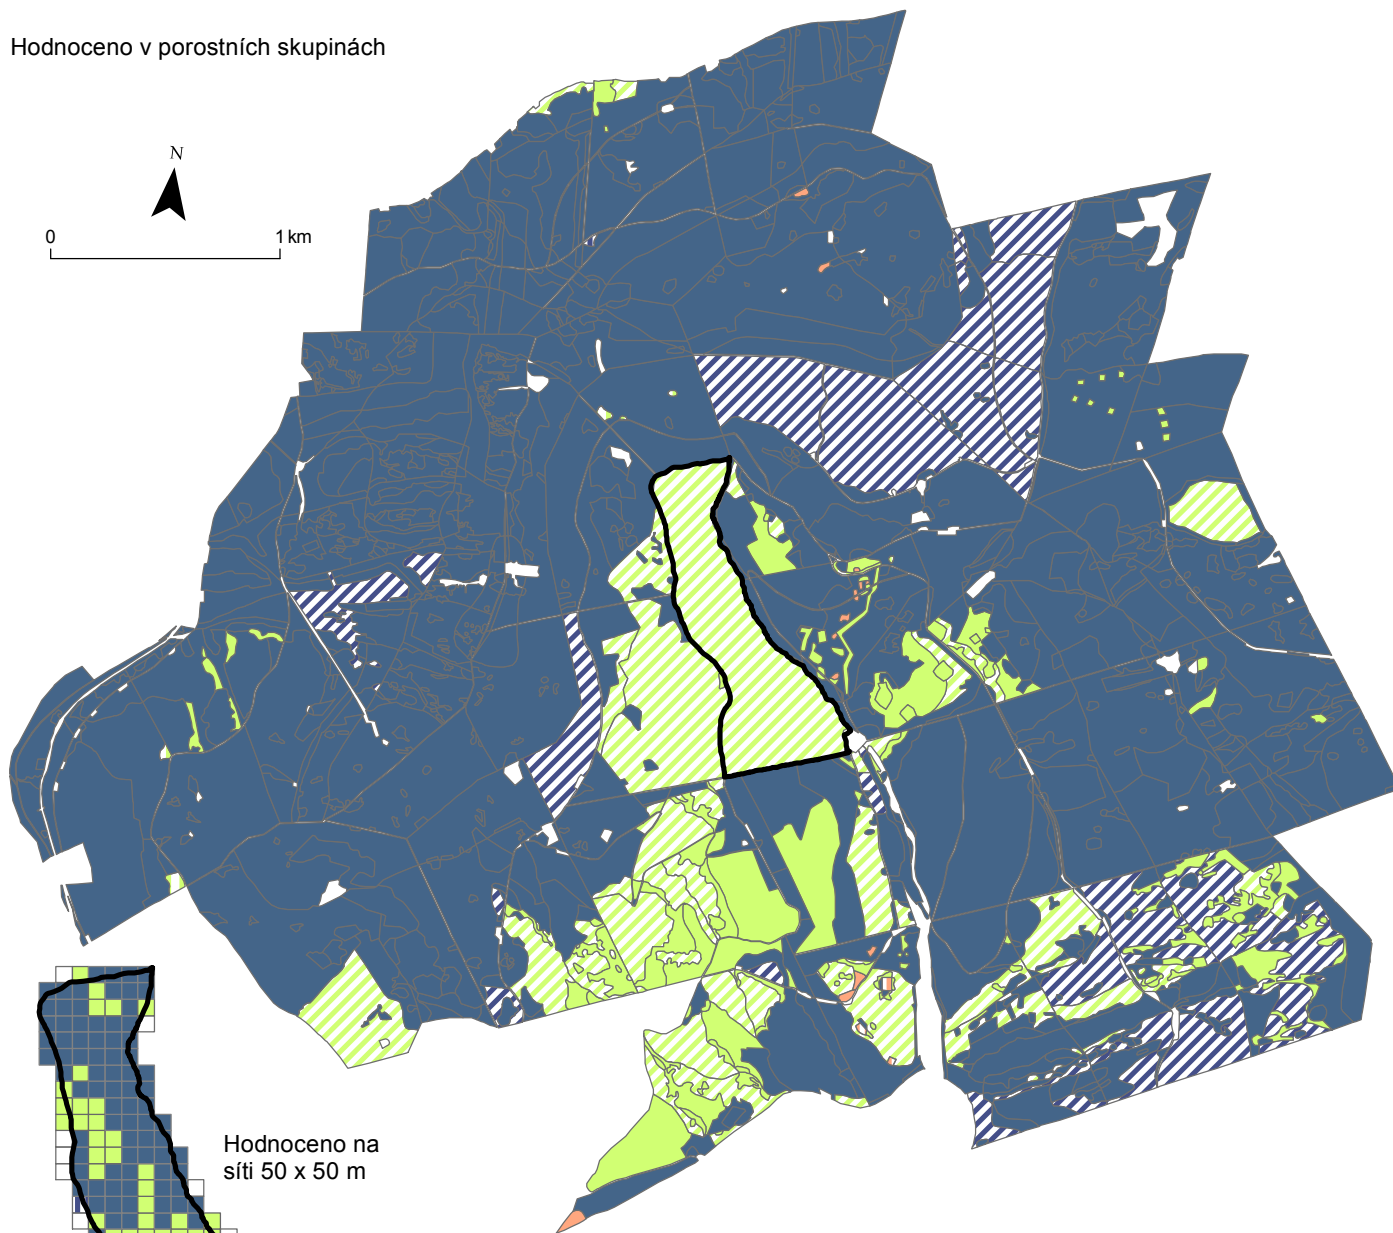 Hodnoceno v porostních skupinách
N
0 1 km
Hodnoceno na
síti 50 x 50 m